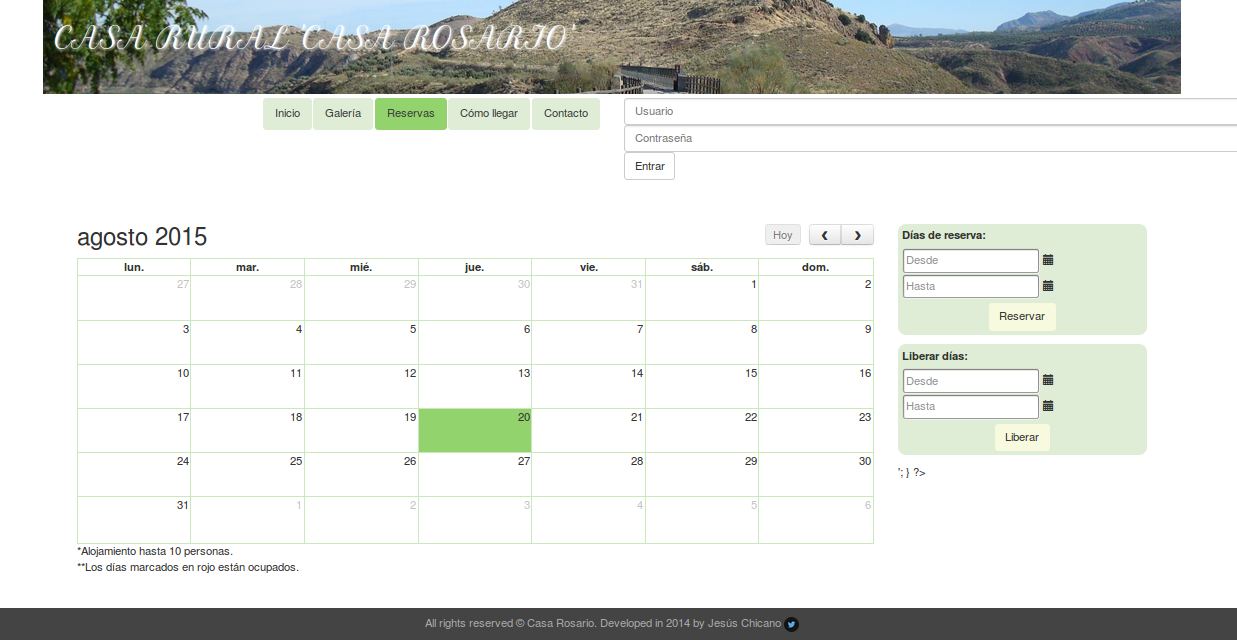 CASA RURAL 'CASA ROSARIO'
Inicio Galería Reservas Cómo llegar Contacto
Usuario
Contraseña
Entrar
agosto 2015 Hoy
lun. mar. mié. jue. vie. sáb. dom.
27 28 29 30 31 1 2
3 4 5 6 7 8 9
10 11 12 13 14 15 16
17 18 19 20 21 22 23
24 25 26 27 28 29 30
31 1 2 3 4 5 6
*Alojamiento hasta 10 personas.
**Los días marcados en rojo están ocupados.
Días de reserva:
Desde
Hasta
Reservar
Liberar días:
Desde
Hasta
Liberar
'; } ?>
All rights reserved © Casa Rosario. Developed in 2014 by Jesús Chicano